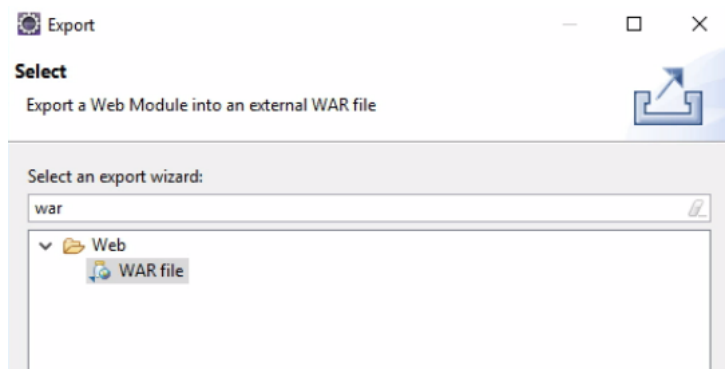 Export
Select
Export a Web Module into an external WAR file
Select an export wizard:
war
Web
WAR file